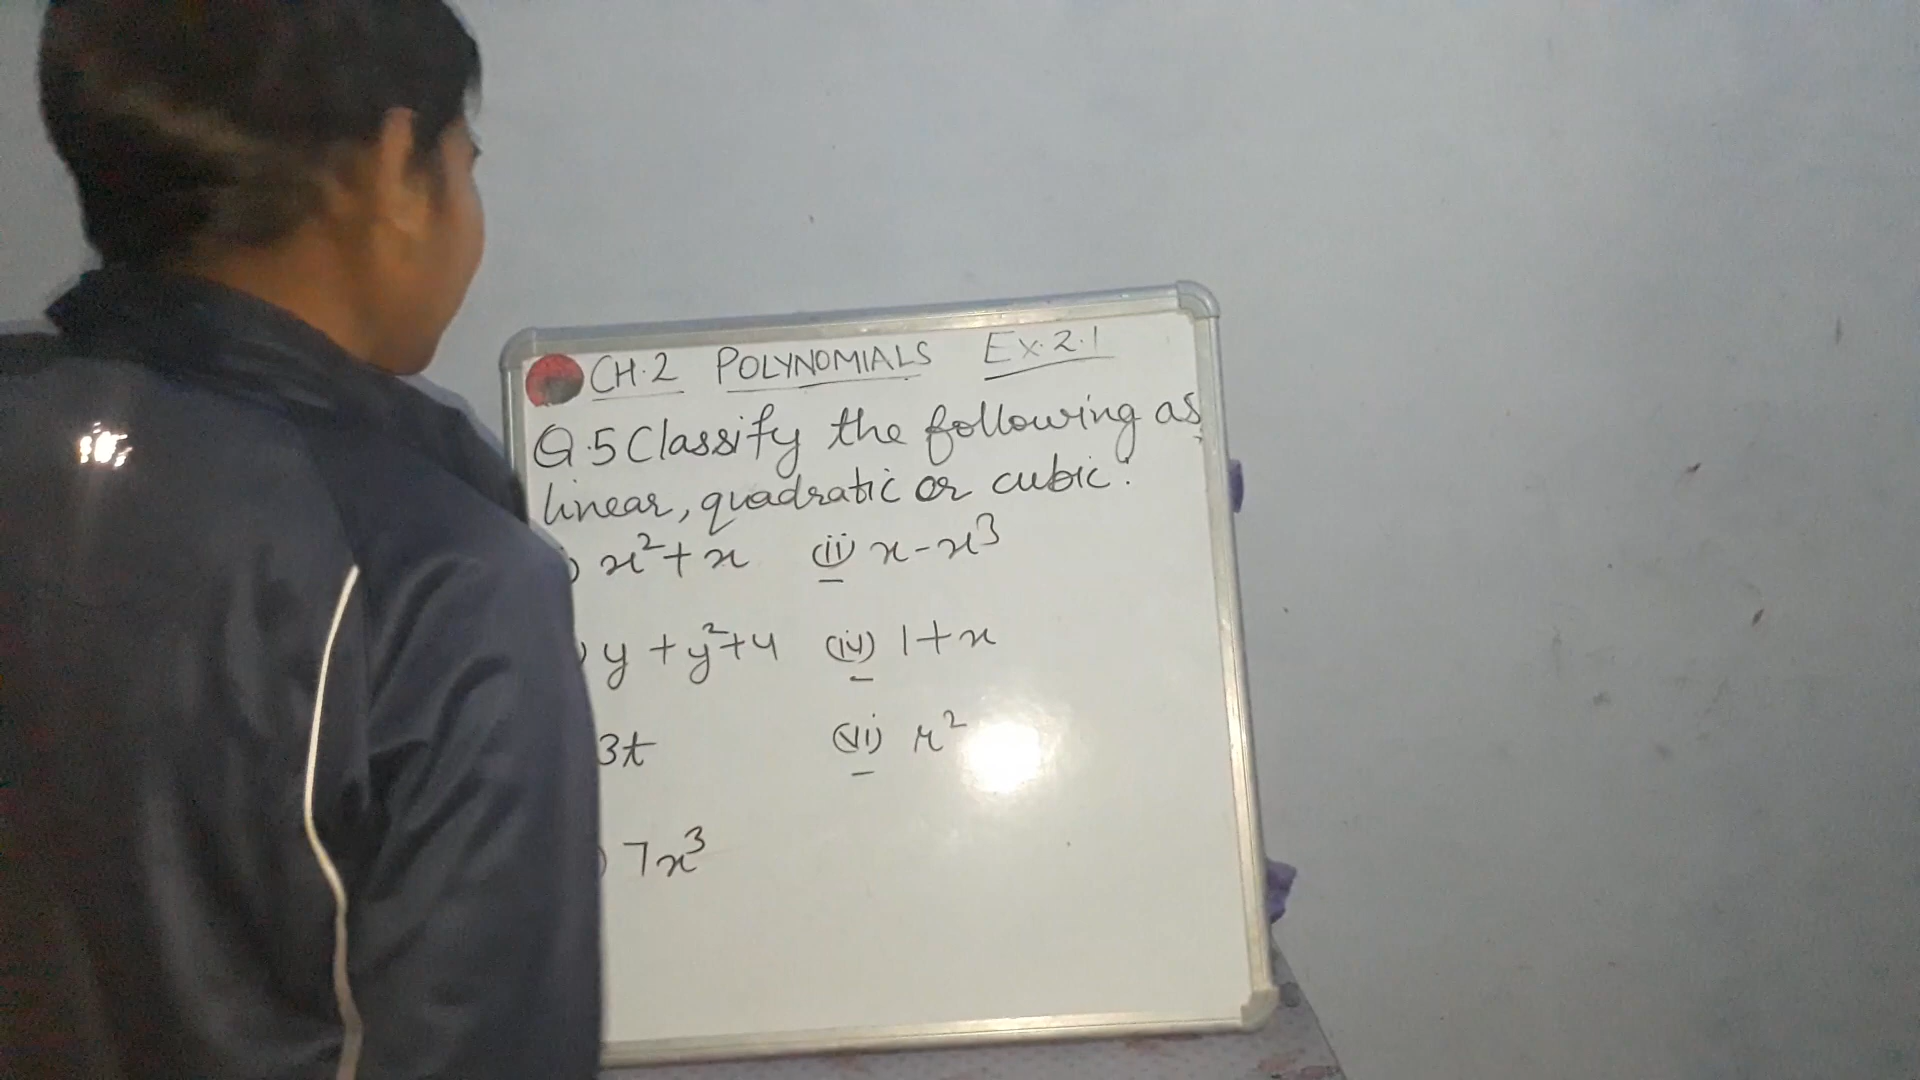 CH.2 POLYNOMIALS Ex.2.1
Q.5 Classify the following as
linear, quadratic or cubic:
) x²+x (ii) x-x³
) y+y²+4 (iv) 1+x
3t (vi) r²
) 7x³